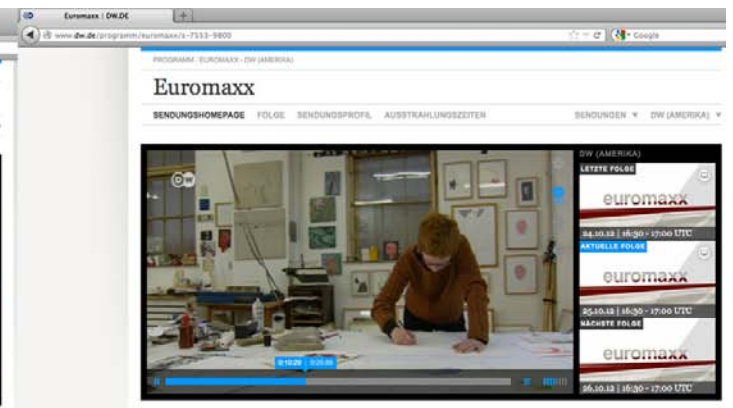 Euromaxx | DW.DE
www.dw.de/programm/euromaxx/s-7553-9800
Google
PROGRAMM · EUROMAXX - DW (AMERIKA)
Euromaxx
SENDUNGSHOMEPAGE FOLGE SENDUNGSPROFIL AUSSTRAHLUNGSZEITEN SENDUNGEN DW (AMERIKA)
DW (AMERIKA)
LETZTE FOLGE
euromaxx
24.10.12 | 16:30 - 17:00 UTC
AKTUELLE FOLGE
euromaxx
25.10.12 | 16:30 - 17:00 UTC
NÄCHSTE FOLGE
euromaxx
26.10.12 | 16:30 - 17:00 UTC
DW
0:10:29